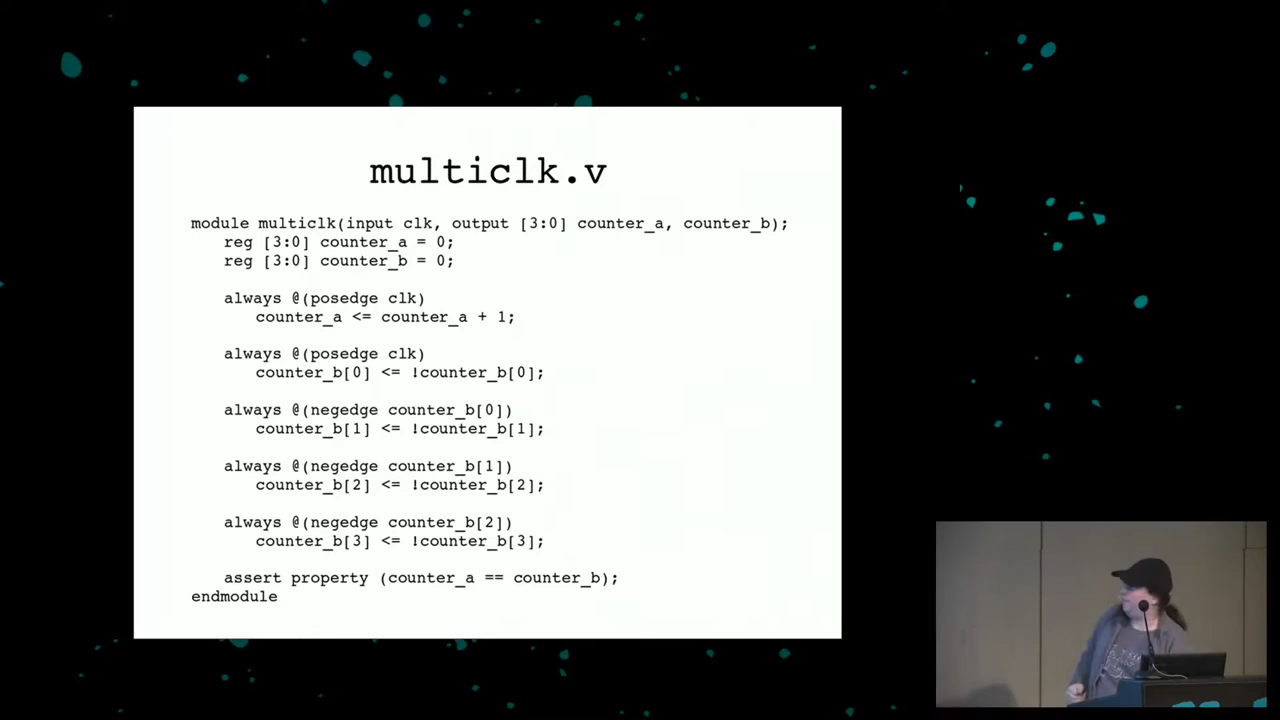 multiclk.v
module multiclk(input clk, output [3:0] counter_a, counter_b);
reg [3:0] counter_a = 0;
reg [3:0] counter_b = 0;
always @(posedge clk)
counter_a <= counter_a + 1;
always @(posedge clk)
counter_b[0] <= !counter_b[0];
always @(negedge counter_b[0])
counter_b[1] <= !counter_b[1];
always @(negedge counter_b[1])
counter_b[2] <= !counter_b[2];
always @(negedge counter_b[2])
counter_b[3] <= !counter_b[3];
assert property (counter_a == counter_b);
endmodule